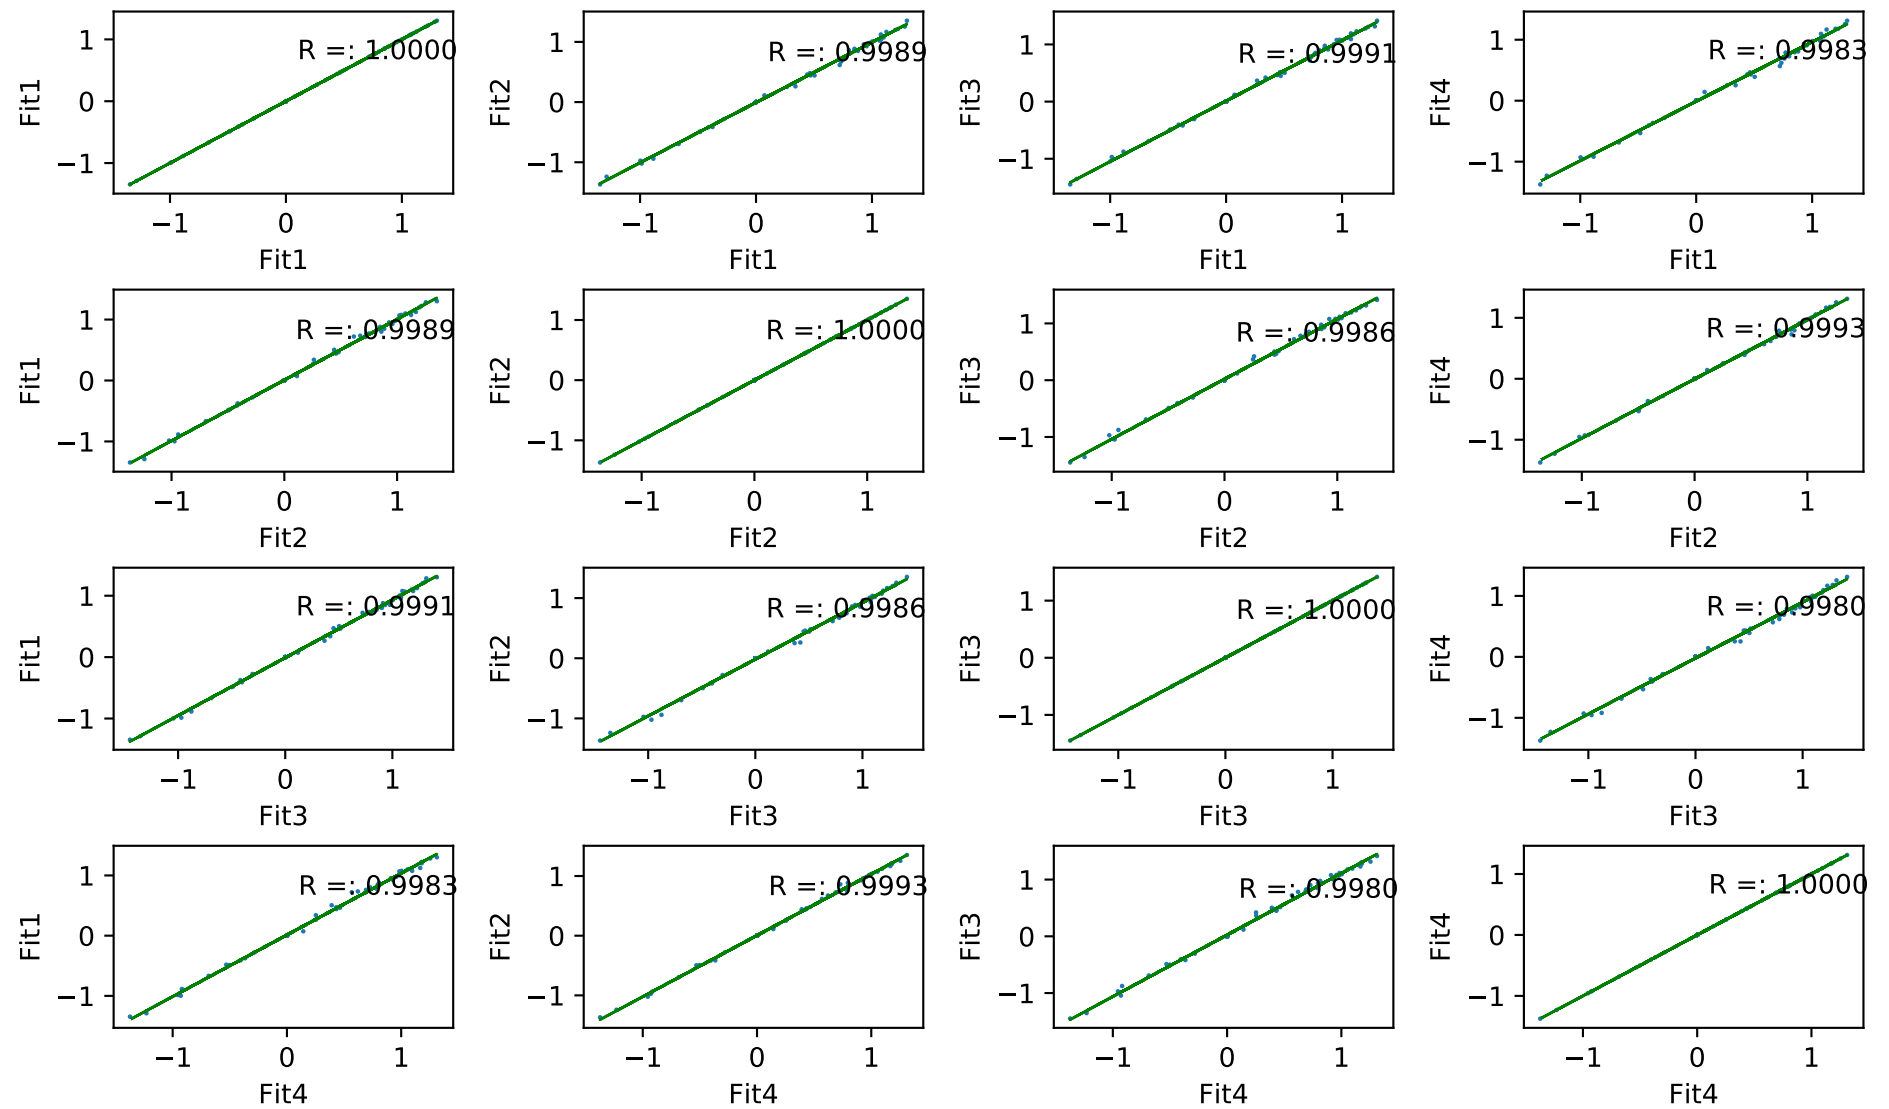 R =: 1.0000
1
0
−1
Fit1
−1 0 1
Fit1
R =: 0.9989
1
0
−1
Fit2
−1 0 1
Fit1
R =: 0.9991
1
0
−1
Fit3
−1 0 1
Fit1
R =: 0.9983
1
0
−1
Fit4
−1 0 1
Fit1
R =: 0.9989
1
0
−1
Fit1
−1 0 1
Fit2
R =: 1.0000
1
0
−1
Fit2
−1 0 1
Fit2
R =: 0.9986
1
0
−1
Fit3
−1 0 1
Fit2
R =: 0.9993
1
0
−1
Fit4
−1 0 1
Fit2
R =: 0.9991
1
0
−1
Fit1
−1 0 1
Fit3
R =: 0.9986
1
0
−1
Fit2
−1 0 1
Fit3
R =: 1.0000
1
0
−1
Fit3
−1 0 1
Fit3
R =: 0.9980
1
0
−1
Fit4
−1 0 1
Fit3
R =: 0.9983
1
0
−1
Fit1
−1 0 1
Fit4
R =: 0.9993
1
0
−1
Fit2
−1 0 1
Fit4
R =: 0.9980
1
0
−1
Fit3
−1 0 1
Fit4
R =: 1.0000
1
0
−1
Fit4
−1 0 1
Fit4